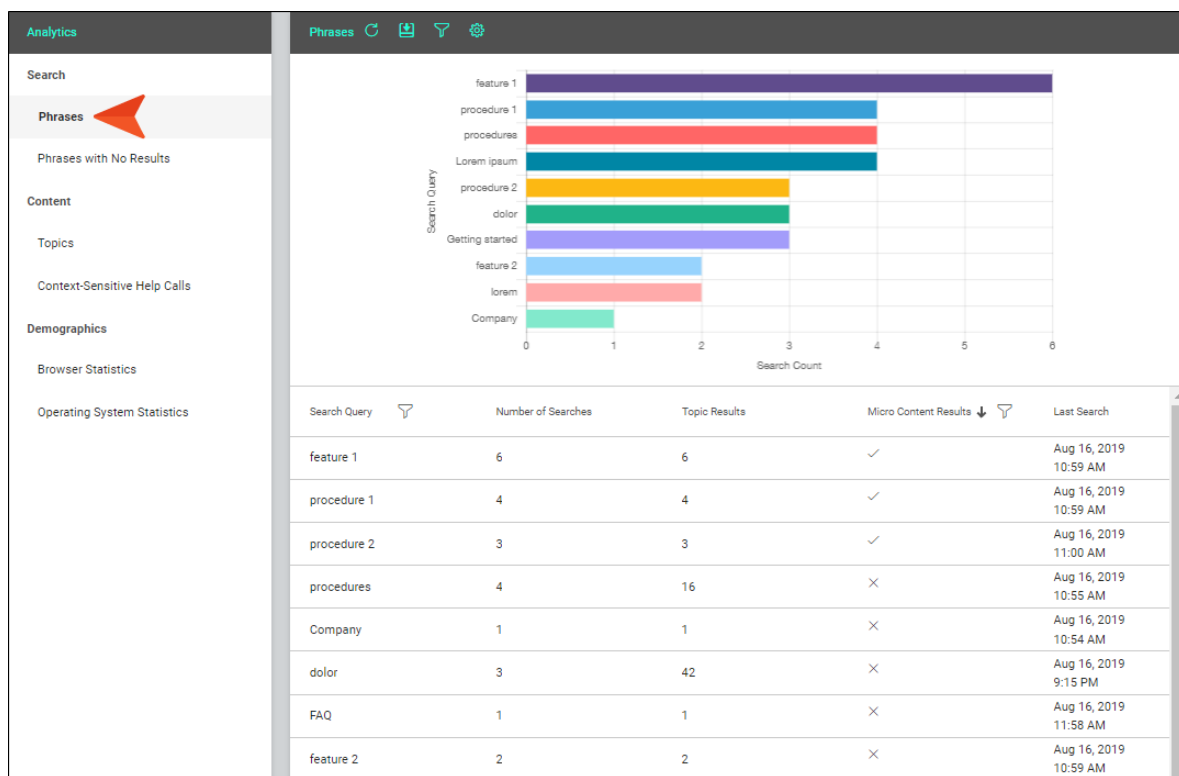 Analytics
Search
Phrases
Phrases with No Results
Content
Topics
Context-Sensitive Help Calls
Demographics
Browser Statistics
Operating System Statistics
Phrases
Search Query
feature 1
procedure 1
procedures
Lorem ipsum
procedure 2
dolor
Getting started
feature 2
lorem
Company
0 1 2 3 4 5 6
Search Count
Search Query Number of Searches Topic Results Micro Content Results Last Search
feature 1 6 6 Aug 16, 2019
10:59 AM
procedure 1 4 4 Aug 16, 2019
10:59 AM
procedure 2 3 3 Aug 16, 2019
11:00 AM
procedures 4 16 Aug 16, 2019
10:55 AM
Company 1 1 Aug 16, 2019
10:54 AM
dolor 3 42 Aug 16, 2019
9:15 PM
FAQ 1 1 Aug 16, 2019
11:58 AM
feature 2 2 2 Aug 16, 2019
10:59 AM